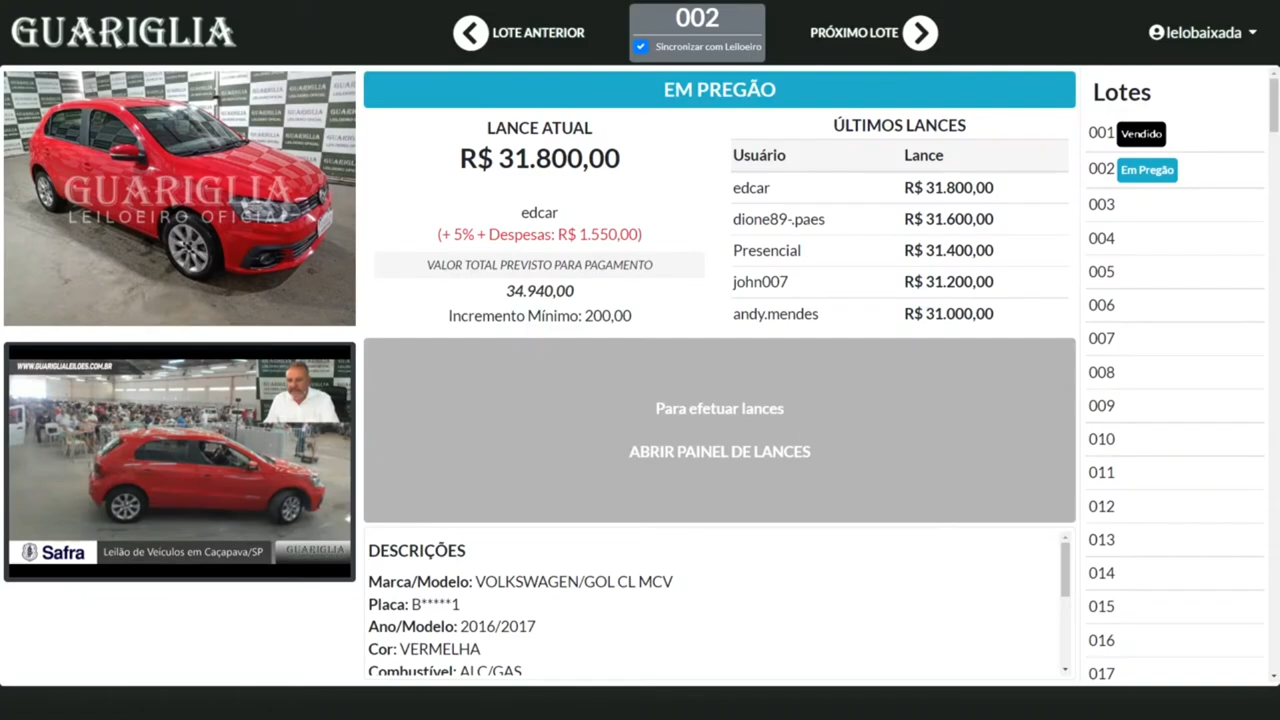 GUARIGLIA
LOTE ANTERIOR
002
Sincronizar com Leiloeiro
PRÓXIMO LOTE
lelobaixada
GUARIGLIA
LEILOEIRO OFICIAL
WWW.GUARIGLIALEILOES.COM.BR
Safra
Leilão de Veículos em Caçapava/SP
GUARIGLIA
EM PREGÃO
LANCE ATUAL
R$ 31.800,00
edcar
(+ 5% + Despesas: R$ 1.550,00)
VALOR TOTAL PREVISTO PARA PAGAMENTO
34.940,00
Incremento Mínimo: 200,00
ÚLTIMOS LANCES
Usuário Lance
edcar R$ 31.800,00
dione89-.paes R$ 31.600,00
Presencial R$ 31.400,00
john007 R$ 31.200,00
andy.mendes R$ 31.000,00
Para efetuar lances
ABRIR PAINEL DE LANCES
DESCRIÇÕES
Marca/Modelo: VOLKSWAGEN/GOL CL MCV
Placa: B*****1
Ano/Modelo: 2016/2017
Cor: VERMELHA
Combustível: ALC/GAS
Lotes
001 Vendido
002 Em Pregão
003
004
005
006
007
008
009
010
011
012
013
014
015
016
017